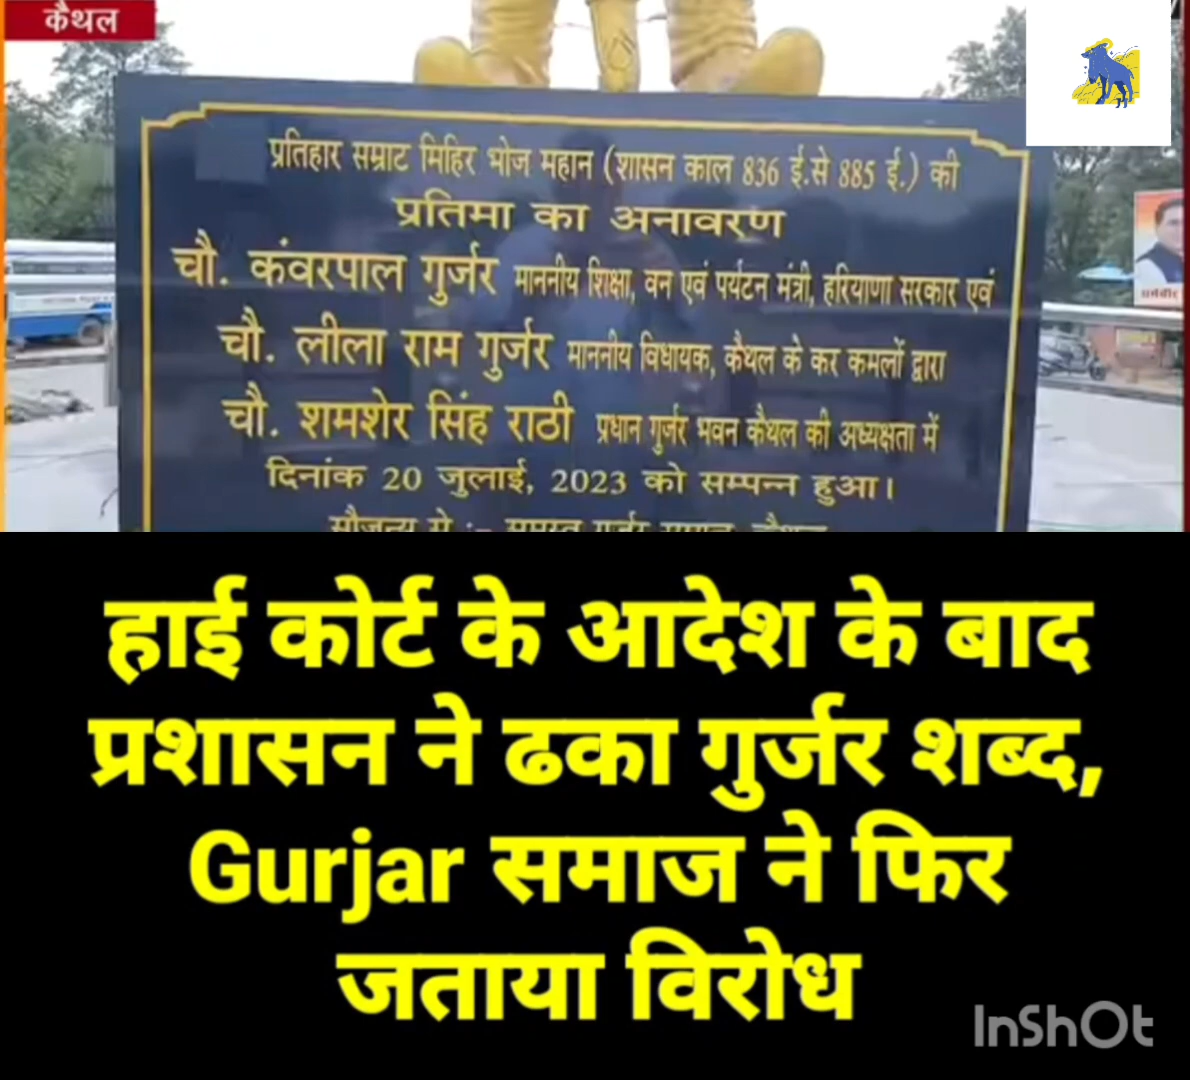 कैथल
प्रतिहार सम्राट मिहिर भोज महान (शासन काल 836 ई.से 885 ई.) की
प्रतिमा का अनावरण
चौ. कंवरपाल गुर्जर माननीय शिक्षा, वन एवं पर्यटन मंत्री, हरियाणा सरकार एवं
चौ. लीला राम गुर्जर माननीय विधायक, कैथल के कर कमलों द्वारा
चौ. शमशेर सिंह राठी प्रधान गुर्जर भवन कैथल की अध्यक्षता में
दिनांक 20 जुलाई, 2023 को सम्पन्न हुआ।
हाई कोर्ट के आदेश के बाद
प्रशासन ने ढका गुर्जर शब्द,
Gurjar समाज ने फिर
जताया विरोध
InShOt